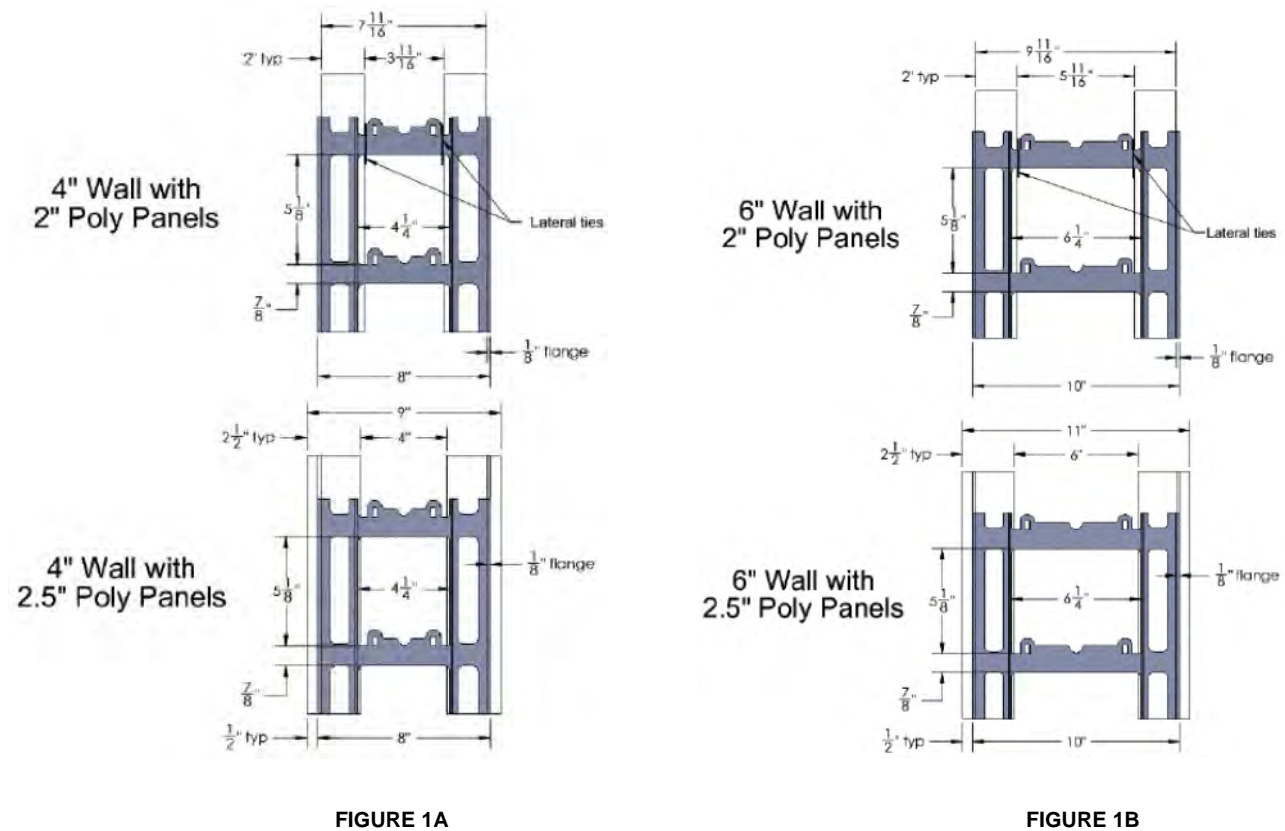 7 11/16"
2" typ
3 11/16"
4" Wall with
2" Poly Panels
5 1/8"
4 1/4"
Lateral ties
7/8"
1/8" flange
8"
9"
2 1/2" typ
4"
4" Wall with
2.5" Poly Panels
5 1/8"
4 1/4"
1/8" flange
7/8"
1/2" typ
8"
FIGURE 1A
9 11/16"
2" typ
5 11/16"
6" Wall with
2" Poly Panels
5 1/8"
6 1/4"
Lateral ties
7/8"
1/8" flange
10"
11"
2 1/2" typ
6"
6" Wall with
2.5" Poly Panels
5 1/8"
6 1/4"
1/8" flange
7/8"
1/2" typ
10"
FIGURE 1B